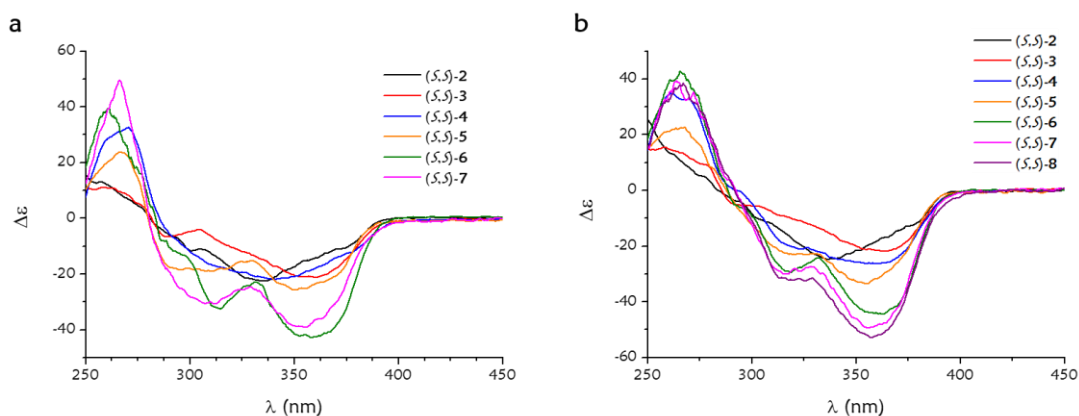 a
60
40
20
0
-20
-40
250
300
350
400
450
Δε
λ (nm)
(S,S)-2
(S,S)-3
(S,S)-4
(S,S)-5
(S,S)-6
(S,S)-7
b
60
40
20
0
-20
-40
-60
250
300
350
400
450
Δε
λ (nm)
(S,S)-2
(S,S)-3
(S,S)-4
(S,S)-5
(S,S)-6
(S,S)-7
(S,S)-8